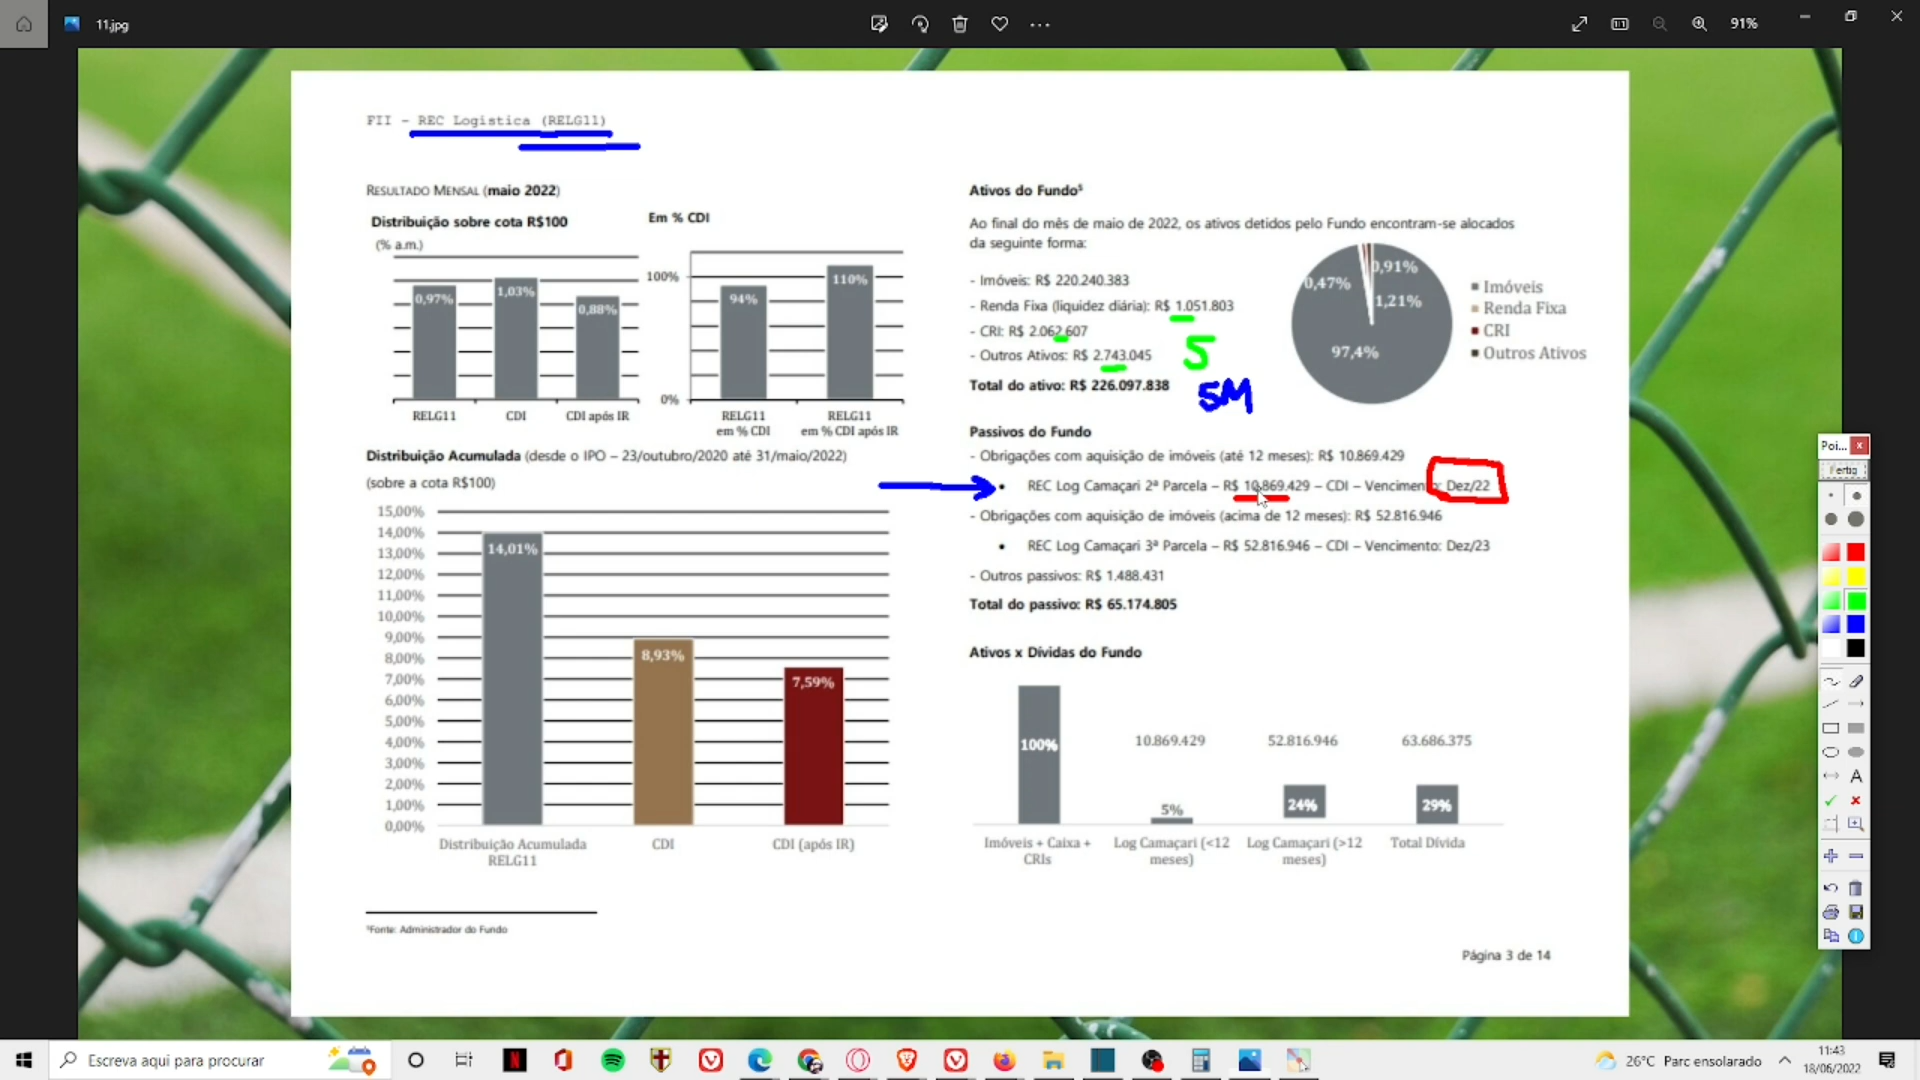 11.jpg
91%
FII - REC Logística (RELG11)
RESULTADO MENSAL (maio 2022)
Distribuição sobre cota R$100
(% a.m.)
0,97%
1,03%
0,88%
RELG11
CDI
CDI após IR
Em % CDI
100%
0%
94%
110%
RELG11
em % CDI
RELG11
em % CDI após IR
Distribuição Acumulada (desde o IPO – 23/outubro/2020 até 31/maio/2022)
(sobre a cota R$100)
15,00%
14,00%
13,00%
12,00%
11,00%
10,00%
9,00%
8,00%
7,00%
6,00%
5,00%
4,00%
3,00%
2,00%
1,00%
0,00%
14,01%
8,93%
7,59%
Distribuição Acumulada
RELG11
CDI
CDI (após IR)
⁵Fonte: Administrador do Fundo
Ativos do Fundo⁵
Ao final do mês de maio de 2022, os ativos detidos pelo Fundo encontram-se alocados
da seguinte forma:
- Imóveis: R$ 220.240.383
- Renda Fixa (liquidez diária): R$ 1.051.803
- CRI: R$ 2.062.607
- Outros Ativos: R$ 2.743.045
5
Total do ativo: R$ 226.097.838
5M
0,47%
0,91%
1,21%
97,4%
Imóveis
Renda Fixa
CRI
Outros Ativos
Passivos do Fundo
- Obrigações com aquisição de imóveis (até 12 meses): R$ 10.869.429
• REC Log Camaçari 2ª Parcela – R$ 10.869.429 – CDI – Vencimento: Dez/22
- Obrigações com aquisição de imóveis (acima de 12 meses): R$ 52.816.946
• REC Log Camaçari 3ª Parcela – R$ 52.816.946 – CDI – Vencimento: Dez/23
- Outros passivos: R$ 1.488.431
Total do passivo: R$ 65.174.805
Ativos x Dívidas do Fundo
10.869.429
52.816.946
63.686.375
100%
5%
24%
29%
Imóveis + Caixa +
CRIs
Log Camaçari (<12
meses)
Log Camaçari (>12
meses)
Total Dívida
Página 3 de 14
Poi...
Fertig
A
Escreva aqui para procurar
26°C Parc ensolarado
11:43
18/06/2022